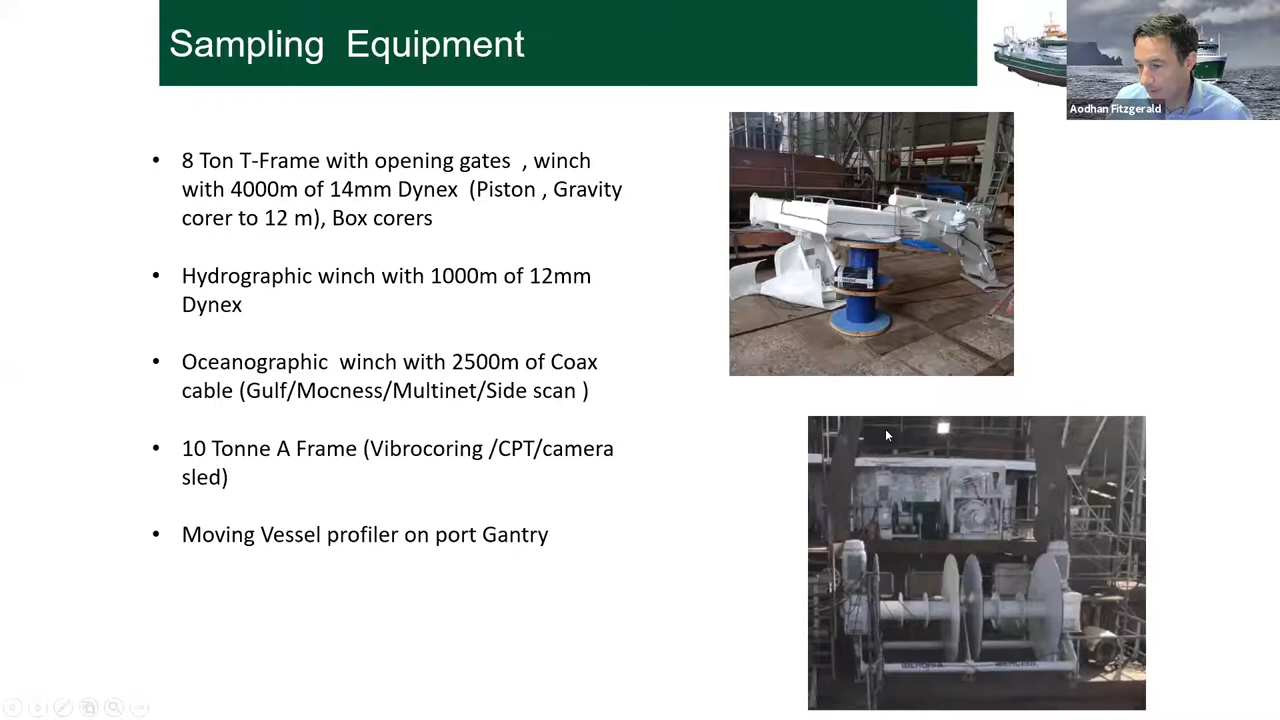 Sampling Equipment
Aodhan Fitzgerald
• 8 Ton T-Frame with opening gates , winch
with 4000m of 14mm Dynex (Piston , Gravity
corer to 12 m), Box corers
• Hydrographic winch with 1000m of 12mm
Dynex
• Oceanographic winch with 2500m of Coax
cable (Gulf/Mocness/Multinet/Side scan )
• 10 Tonne A Frame (Vibrocoring /CPT/camera
sled)
• Moving Vessel profiler on port Gantry
IBERCISA
IBERCISA